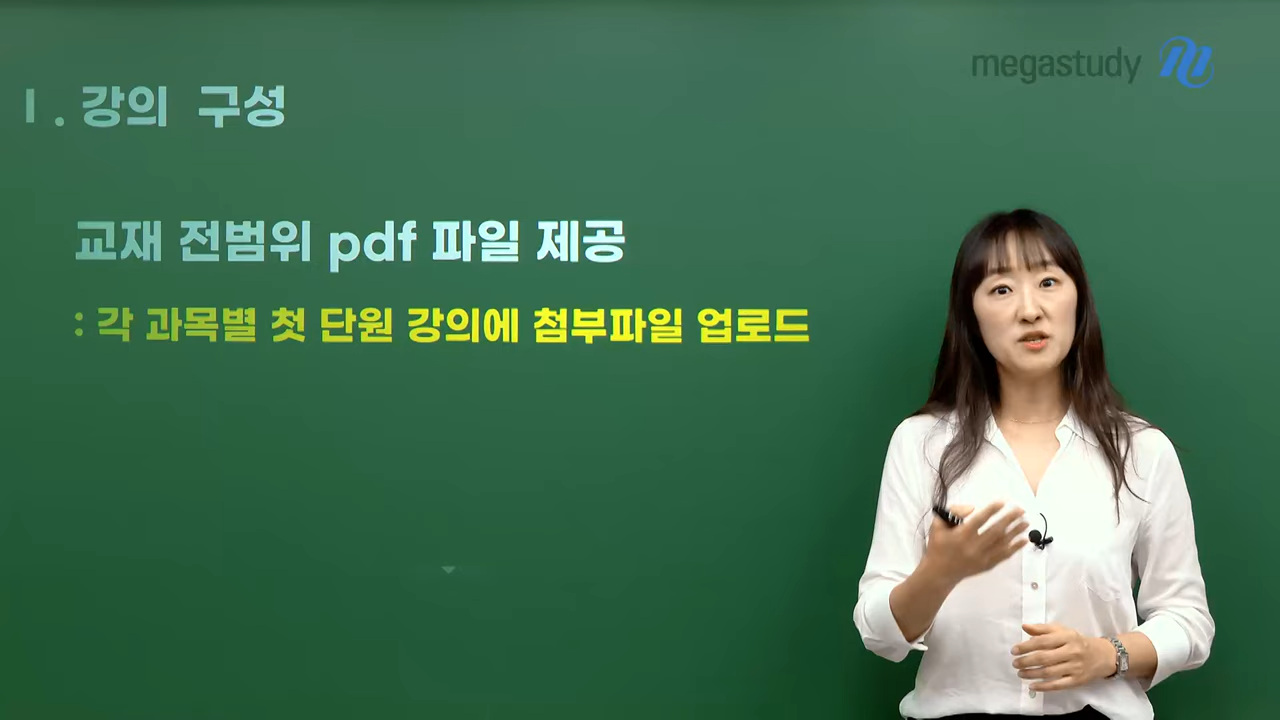 megastudy
I. 강의 구성
교재 전범위 pdf 파일 제공
: 각 과목별 첫 단원 강의에 첨부파일 업로드